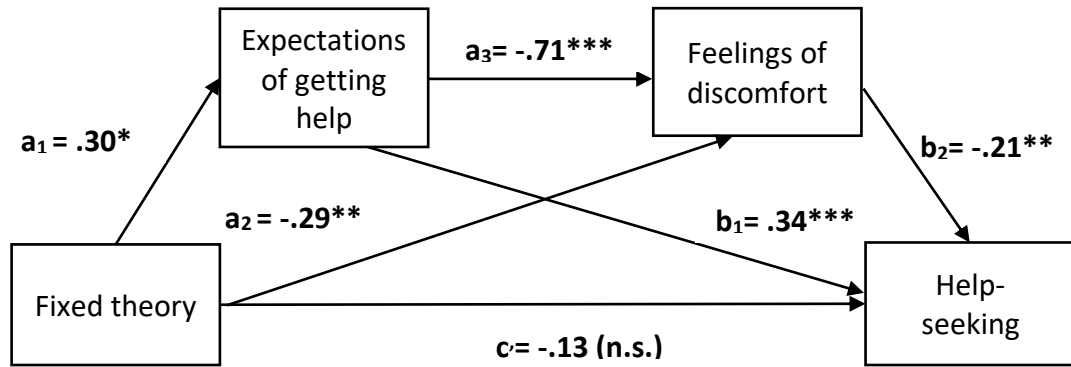 Expectations
of getting
help
a₃= -.71***
Feelings of
discomfort
a₁ = .30*
b₂= -.21**
a₂ = -.29**
b₁= .34***
Fixed theory
Help-
seeking
c,= -.13 (n.s.)